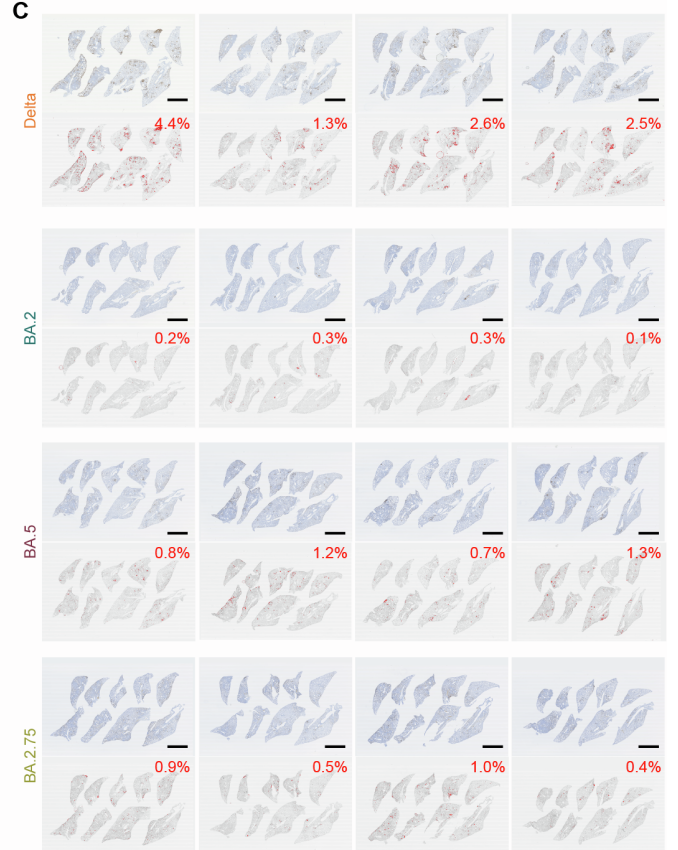 C
Delta
4.4% 1.3% 2.6% 2.5%
BA.2
0.2% 0.3% 0.3% 0.1%
BA.5
0.8% 1.2% 0.7% 1.3%
BA.2.75
0.9% 0.5% 1.0% 0.4%